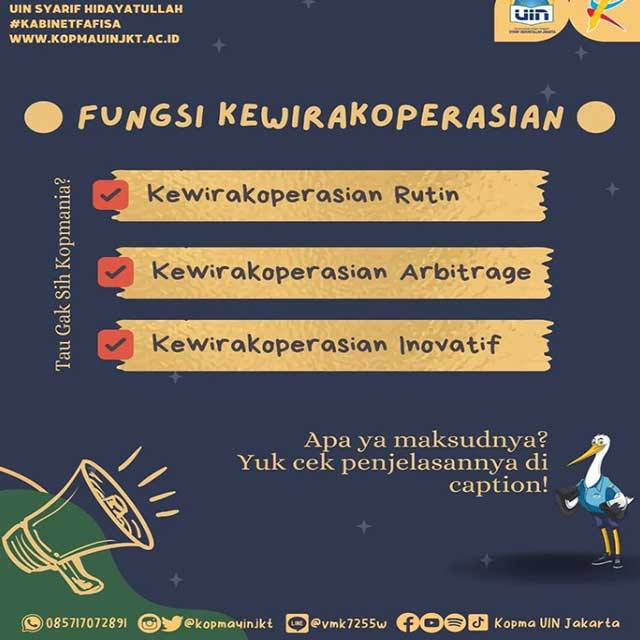 UIN SYARIF HIDAYATULLAH
#KABINETFAFISA
WWW.KOPMAUINJKT.AC.ID
UIN
FUNGSI KEWIRAKOPERASIAN
Tau Gak Sih Kopmania?
Kewirakoperasian Rutin
Kewirakoperasian Arbitrage
Kewirakoperasian Inovatif
Apa ya maksudnya?
Yuk cek penjelasannya di
caption!
085717072891 @kopmauinjkt @vmk7255w Kopma UIN Jakarta